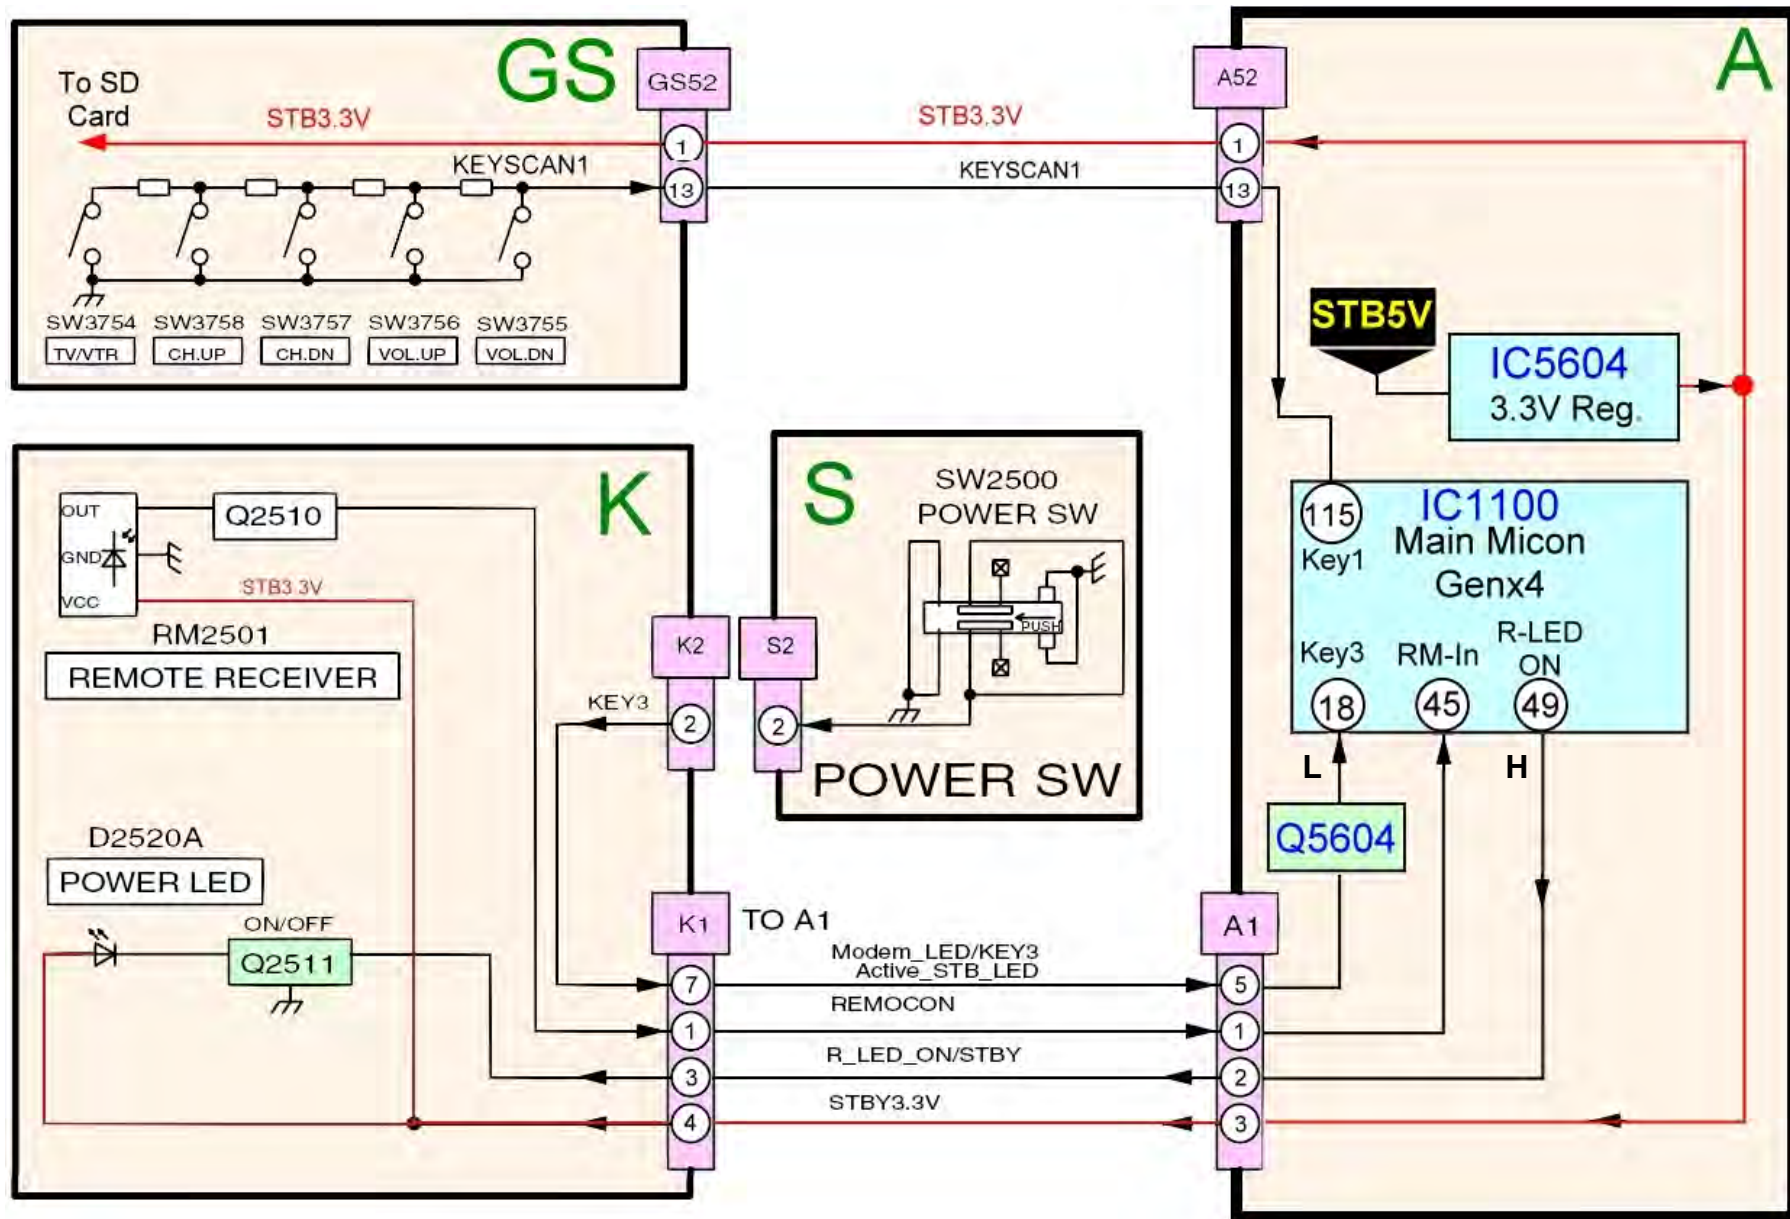 GS
To SD
Card
STB3.3V
KEYSCAN1
GS52
1
13
SW3754
SW3758
SW3757
SW3756
SW3755
TV/VTR
CH.UP
CH.DN
VOL.UP
VOL.DN
STB3.3V
KEYSCAN1
A
A52
1
13
STB5V
IC5604
3.3V Reg.
IC1100
Main Micon
Genx4
115
Key1
Key3
RM-In
R-LED
ON
18
45
49
L
H
Q5604
K
OUT
GND
VCC
Q2510
STB3.3V
RM2501
REMOTE RECEIVER
K2
2
KEY3
S
SW2500
POWER SW
PUSH
S2
2
POWER SW
D2520A
POWER LED
ON/OFF
Q2511
K1
TO A1
7
1
3
4
Modem_LED/KEY3
Active_STB_LED
REMOCON
R_LED_ON/STBY
STBY3.3V
A1
5
1
2
3